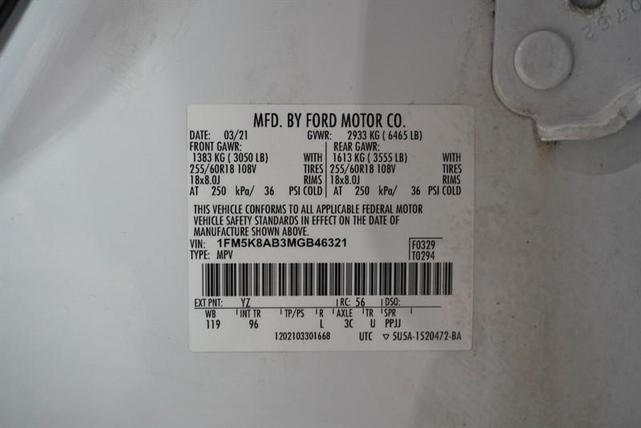 MFD. BY FORD MOTOR CO.
DATE: 03/21 GVWR: 2933 KG ( 6465 LB)
FRONT GAWR: REAR GAWR:
1383 KG ( 3050 LB) WITH 1613 KG ( 3555 LB) WITH
255/60R18 108V TIRES 255/60R18 108V TIRES
18x8.0J RIMS 18x8.0J RIMS
AT 250 kPa/ 36 PSI COLD AT 250 kPa/ 36 PSI COLD
THIS VEHICLE CONFORMS TO ALL APPLICABLE FEDERAL MOTOR
VEHICLE SAFETY STANDARDS IN EFFECT ON THE DATE OF
MANUFACTURE SHOWN ABOVE.
VIN: 1FM5K8AB3MGB46321 F0329
TYPE: MPV T0294
EXT PNT: YZ RC: 56 DSO:
WB INT TR TP/PS R AXLE TR SPR
119 96 L 3C U PPJJ
1202103301668 UTC ▽ 5U5A-1520472-BA